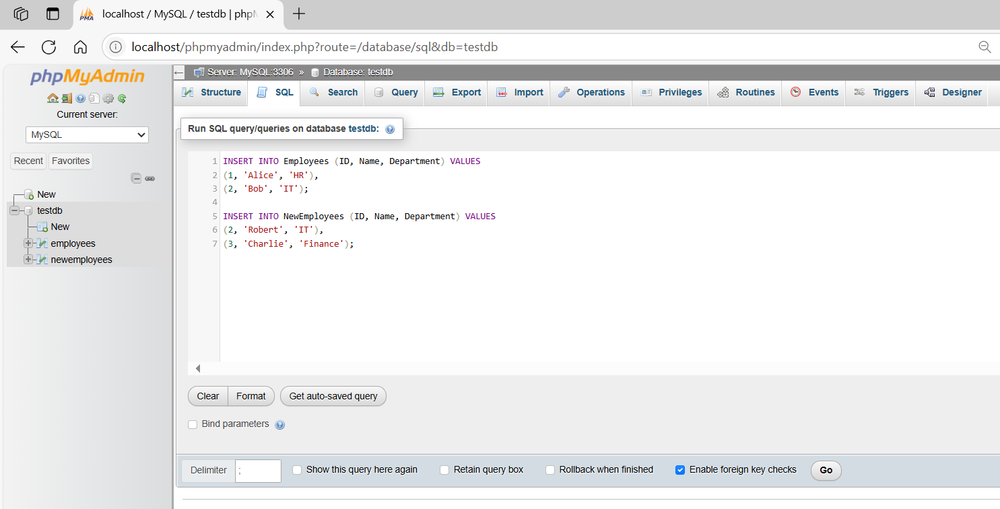 localhost / MySQL / testdb | phpM
localhost/phpmyadmin/index.php?route=/database/sql&db=testdb
phpMyAdmin
Current server:
MySQL
Recent Favorites
New
testdb
New
employees
newemployees
Server: MySQL:3306 » Database: testdb
Structure SQL Search Query Export Import Operations Privileges Routines Events Triggers Designer
Run SQL query/queries on database testdb:
1 INSERT INTO Employees (ID, Name, Department) VALUES
2 (1, 'Alice', 'HR'),
3 (2, 'Bob', 'IT');
4
5 INSERT INTO NewEmployees (ID, Name, Department) VALUES
6 (2, 'Robert', 'IT'),
7 (3, 'Charlie', 'Finance');
Clear Format Get auto-saved query
Bind parameters
Delimiter ; Show this query here again Retain query box Rollback when finished Enable foreign key checks Go